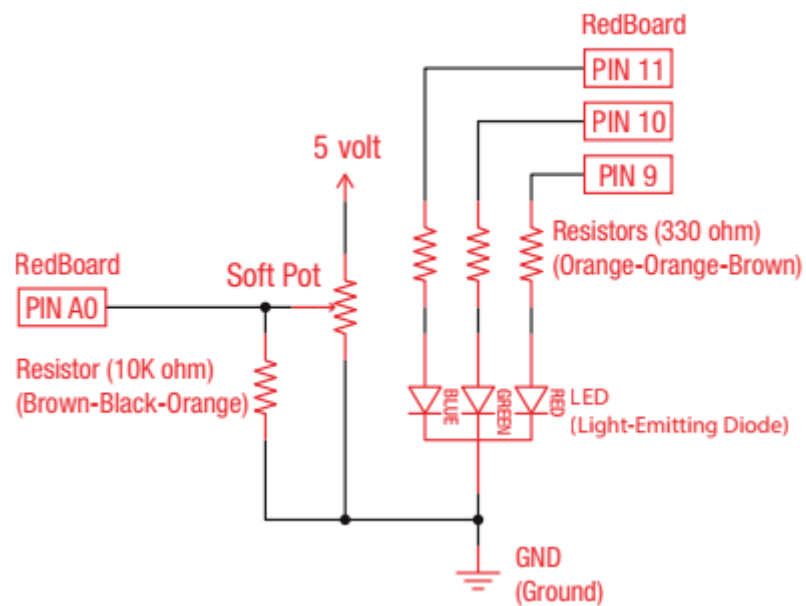 RedBoard
PIN 11
PIN 10
PIN 9
5 volt
Resistors (330 ohm)
(Orange-Orange-Brown)
RedBoard
PIN A0
Soft Pot
Resistor (10K ohm)
(Brown-Black-Orange)
BLUE
GREEN
RED
LED
(Light-Emitting Diode)
GND
(Ground)